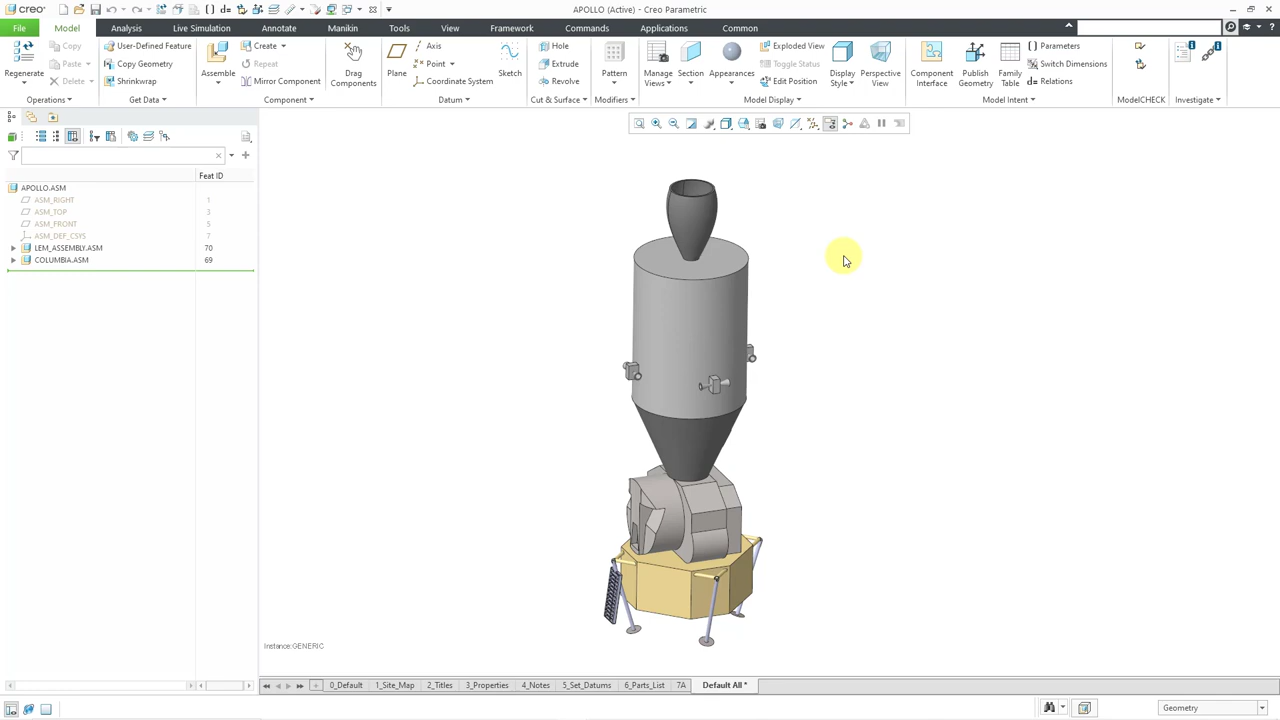 creo
APOLLO (Active) - Creo Parametric
File
Model
Analysis
Live Simulation
Annotate
Manikin
Tools
View
Framework
Commands
Applications
Common
Regenerate
Copy
Paste
Delete
Operations
User-Defined Feature
Copy Geometry
Shrinkwrap
Get Data
Assemble
Create
Repeat
Mirror Component
Component
Drag
Components
Plane
Axis
Point
Coordinate System
Sketch
Datum
Hole
Extrude
Revolve
Cut & Surface
Pattern
Modifiers
Manage
Views
Section
Appearances
Exploded View
Toggle Status
Edit Position
Display
Style
Perspective
View
Model Display
Component
Interface
Publish
Geometry
Family
Table
Parameters
Switch Dimensions
Relations
Model Intent
ModelCHECK
Investigate
Feat ID
APOLLO.ASM
ASM_RIGHT 1
ASM_TOP 3
ASM_FRONT 5
ASM_DEF_CSYS 7
LEM_ASSEMBLY.ASM 70
COLUMBIA.ASM 69
Instance:GENERIC
0_Default
1_Site_Map
2_Titles
3_Properties
4_Notes
5_Set_Datums
6_Parts_List
7A
Default All *
Geometry